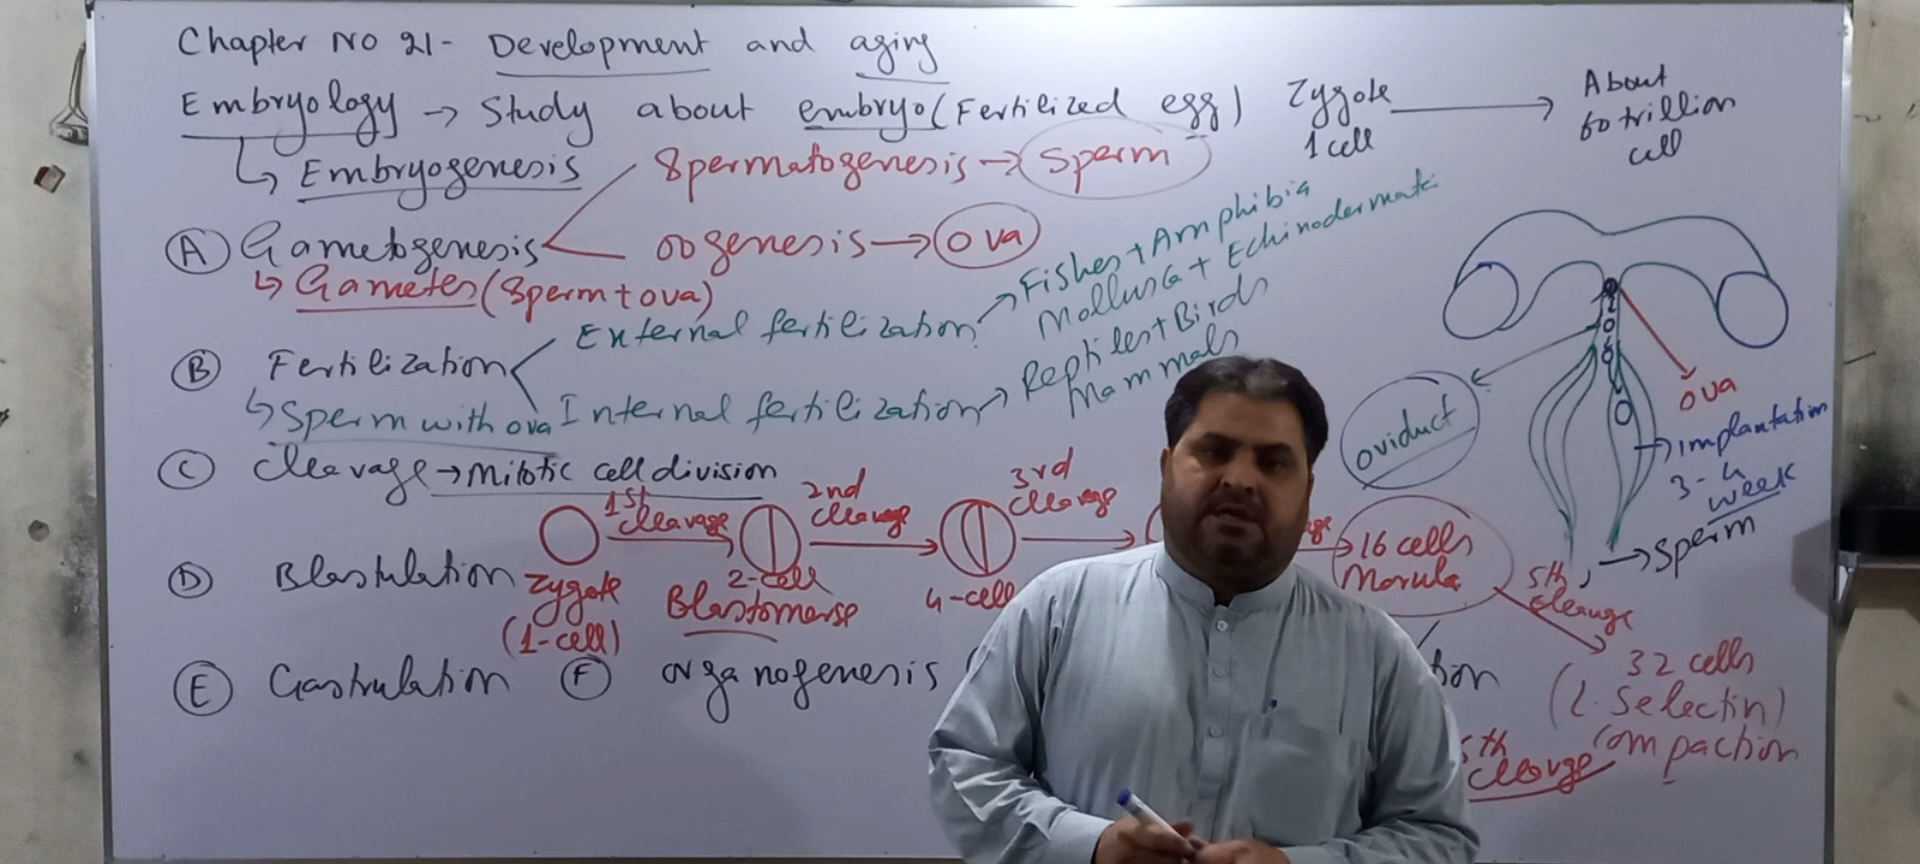 Chapter No 21- Development and aging
Embryology → Study about embryo (Fertilized egg)
Zygote
1 cell
→ About
60 trillion
cell
↳ Embryogenesis
Spermatogenesis → Sperm
(A) Gametogenesis
oogenesis → Ova
↳ Gametes (Sperm + ova)
(B) Fertilization
External fertilization → Fishes + Amphibia
Mollusca + Echinodermata
↳ Sperm with ova
Internal fertilization → Reptiles + Birds
Mammals
(C) Cleavage → mitotic cell division
1st
cleavage
2nd
cleavage
3rd
cleavage
Zygote
(1-cell)
2-cell
Blastomerse
4-cell
→ 16 cells
Morula
5th
cleavage
32 cells
(L. Selectin)
Compaction
5th
cleavge
(D) Blastulation
(E) Gastrulation
(F) organogenesis
oviduct
ova
→ implantation
3-4
week
→ sperm